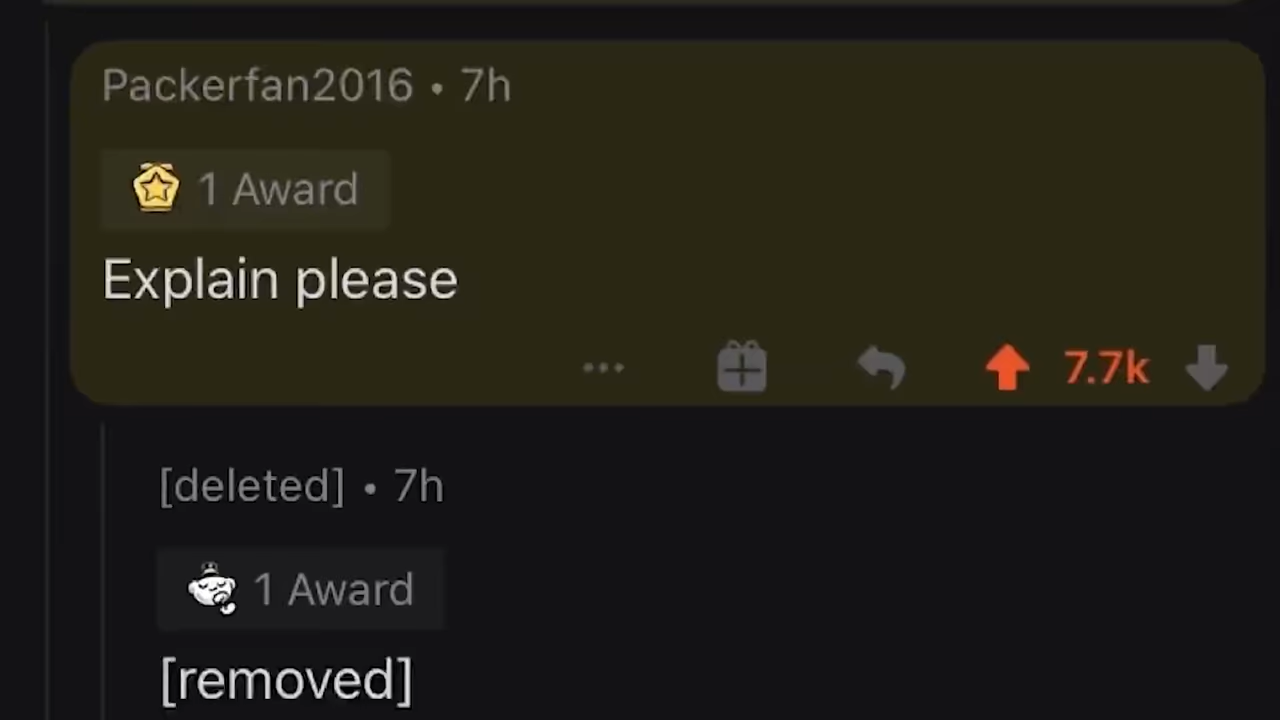 Packerfan2016 • 7h
1 Award
Explain please
7.7k
[deleted] • 7h
1 Award
[removed]